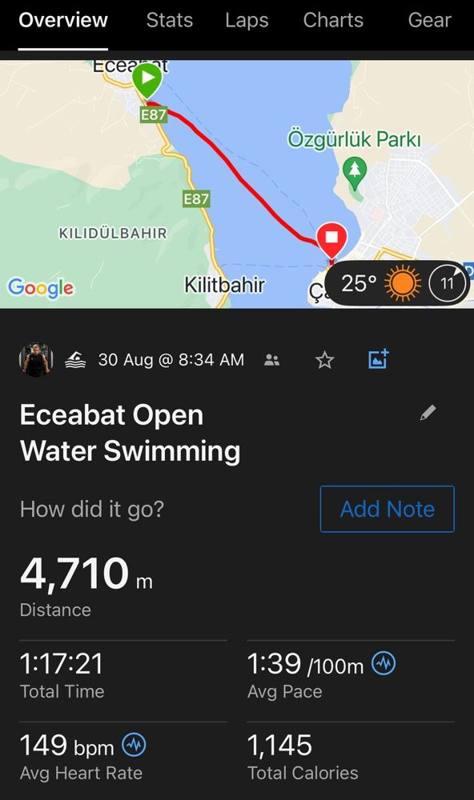 Overview Stats Laps Charts Gear
Eceabat
E87
Özgürlük Parkı
E87
KILIDÜLBAHIR
Kilitbahir
Google
25° 11
30 Aug @ 8:34 AM
Eceabat Open
Water Swimming
How did it go?
Add Note
4,710 m
Distance
1:17:21
Total Time
1:39 /100m
Avg Pace
149 bpm
Avg Heart Rate
1,145
Total Calories